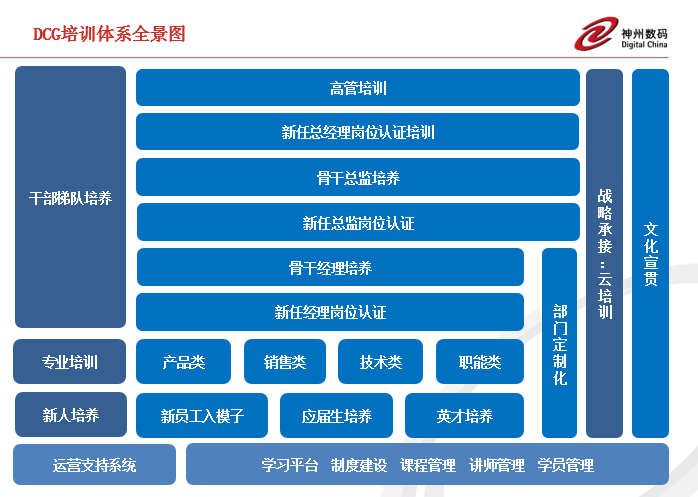 DCG培训体系全景图
神州数码
Digital China
干部梯队培养
高管培训
新任总经理岗位认证培训
骨干总监培养
新任总监岗位认证
骨干经理培养
新任经理岗位认证
专业培训
产品类
销售类
技术类
职能类
新人培养
新员工入模子
应届生培养
英才培养
部门定制化
战略承接：云培训
文化宣贯
运营支持系统
学习平台 制度建设 课程管理 讲师管理 学员管理